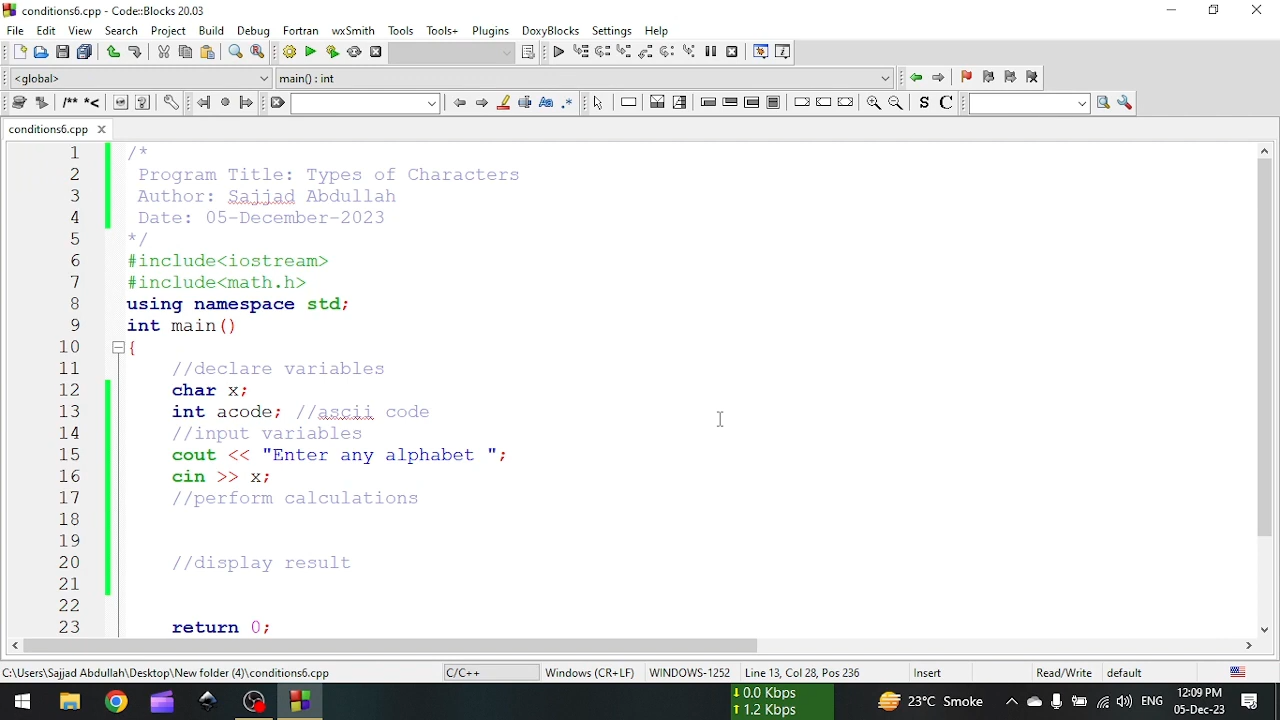 conditions6.cpp - Code::Blocks 20.03
File Edit View Search Project Build Debug Fortran wxSmith Tools Tools+ Plugins DoxyBlocks Settings Help
<global> main() : int
/** *<
Aa .*
S C
conditions6.cpp
1 /*
2 Program Title: Types of Characters
3 Author: Sajjad Abdullah
4 Date: 05-December-2023
5 */
6 #include<iostream>
7 #include<math.h>
8 using namespace std;
9 int main()
10 {
11 //declare variables
12 char x;
13 int acode; //ascii code
14 //input variables
15 cout << "Enter any alphabet ";
16 cin >> x;
17 //perform calculations
18
19
20 //display result
21
22
23 return 0;
C:\Users\Sajjad Abdullah\Desktop\New folder (4)\conditions6.cpp C/C++ Windows (CR+LF) WINDOWS-1252 Line 13, Col 28, Pos 236 Insert Read/Write default
↓ 0.0 Kbps
↑ 1.2 Kbps
23°C Smoke ENG
12:09 PM
05-Dec-23